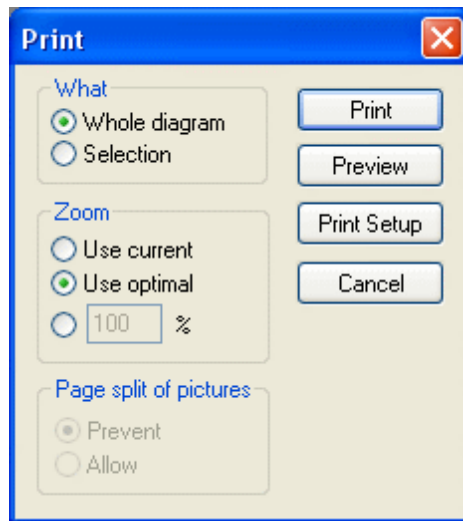 Print
What
Whole diagram
Selection
Zoom
Use current
Use optimal
100 %
Page split of pictures
Prevent
Allow
Print
Preview
Print Setup
Cancel